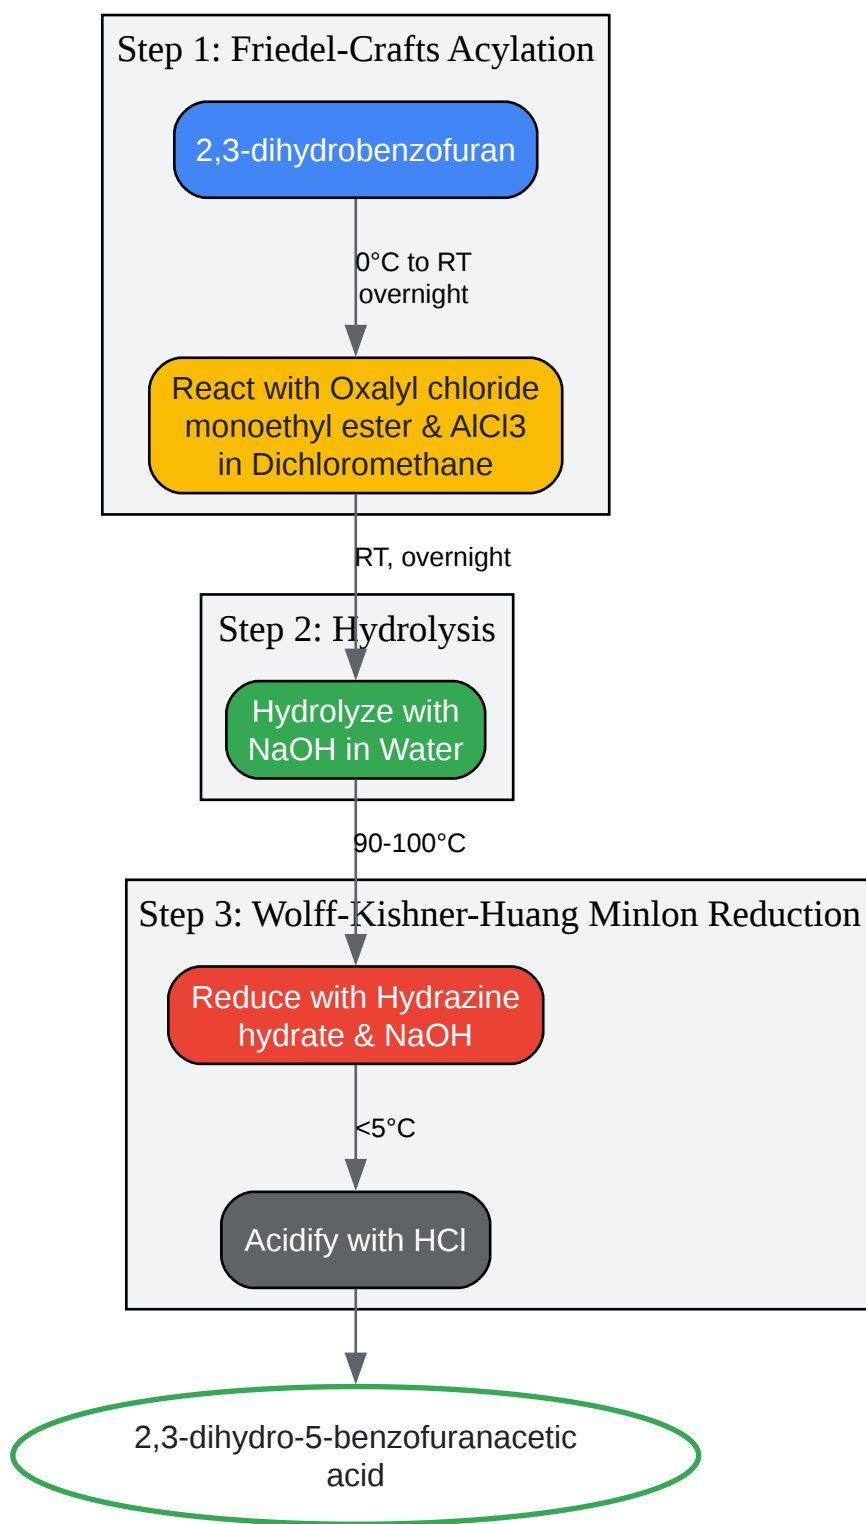 Step 1: Friedel-Crafts Acylation
2,3-dihydrobenzofuran
0°C to RT
overnight
React with Oxalyl chloride
monoethyl ester & AlCl3
in Dichloromethane
RT, overnight
Step 2: Hydrolysis
Hydrolyze with
NaOH in Water
90-100°C
Step 3: Wolff-Kishner-Huang Minlon Reduction
Reduce with Hydrazine
hydrate & NaOH
<5°C
Acidify with HCl
2,3-dihydro-5-benzofuranacetic
acid